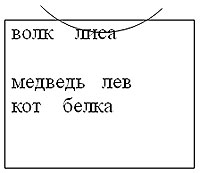 волк лиса
медведь лев
кот белка